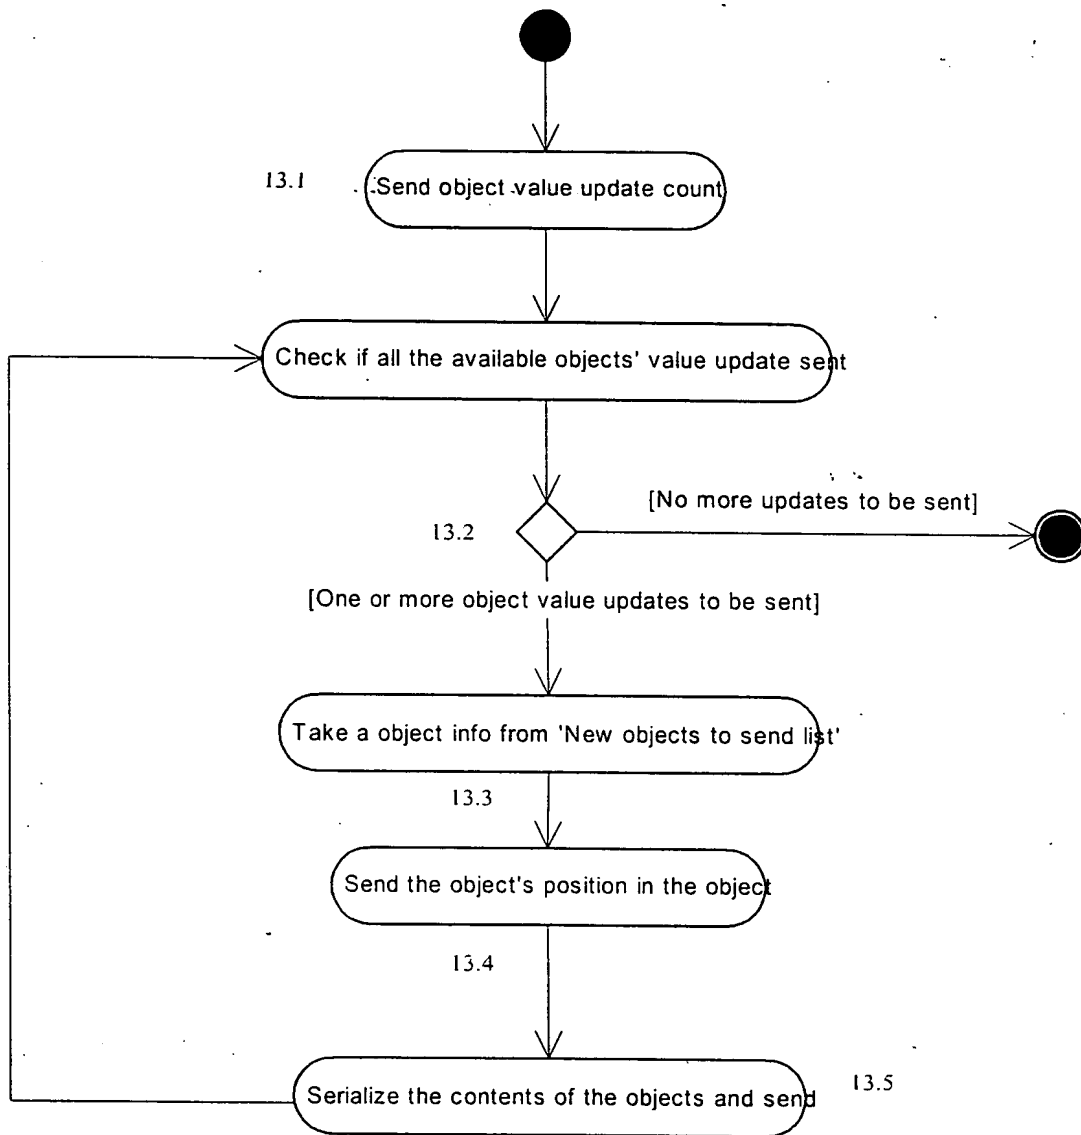 13.1
Send object value update count
Check if all the available objects' value update sent
[No more updates to be sent]
13.2
[One or more object value updates to be sent]
Take a object info from 'New objects to send list'
13.3
Send the object's position in the object
13.4
Serialize the contents of the objects and send
13.5